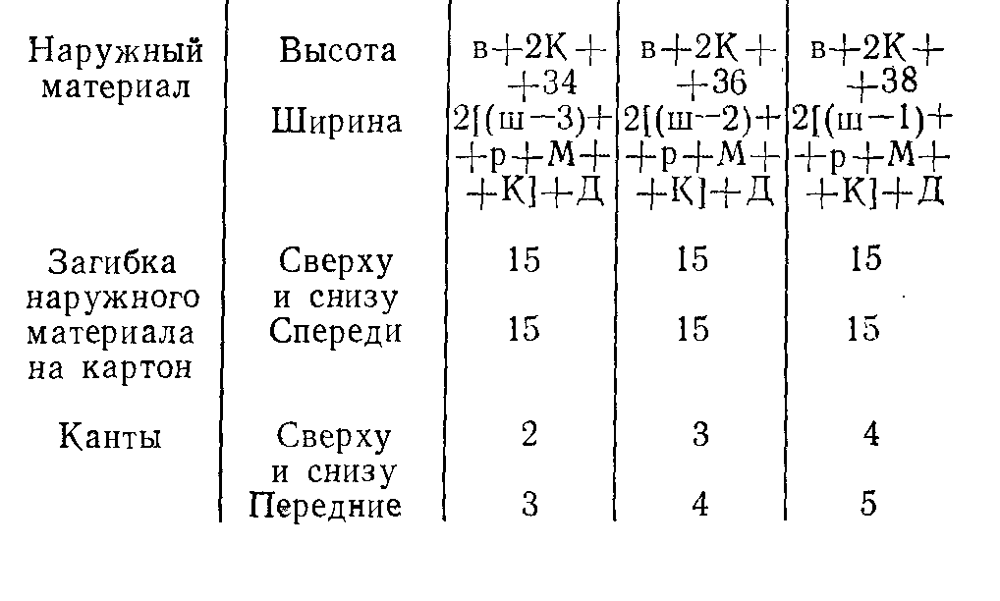 Наружный Высота в+2К+ в+2К+ в+2К+
материал +34 +36 +38
Ширина 2[(ш—3)+ 2[(ш—2)+ 2[(ш—1)+
+р+М+ +р+М+ +р+М+
+К]+Д +К]+Д +К]+Д
Загибка Сверху 15 15 15
наружного и снизу
материала Спереди 15 15 15
на картон
Канты Сверху 2 3 4
и снизу
Передние 3 4 5